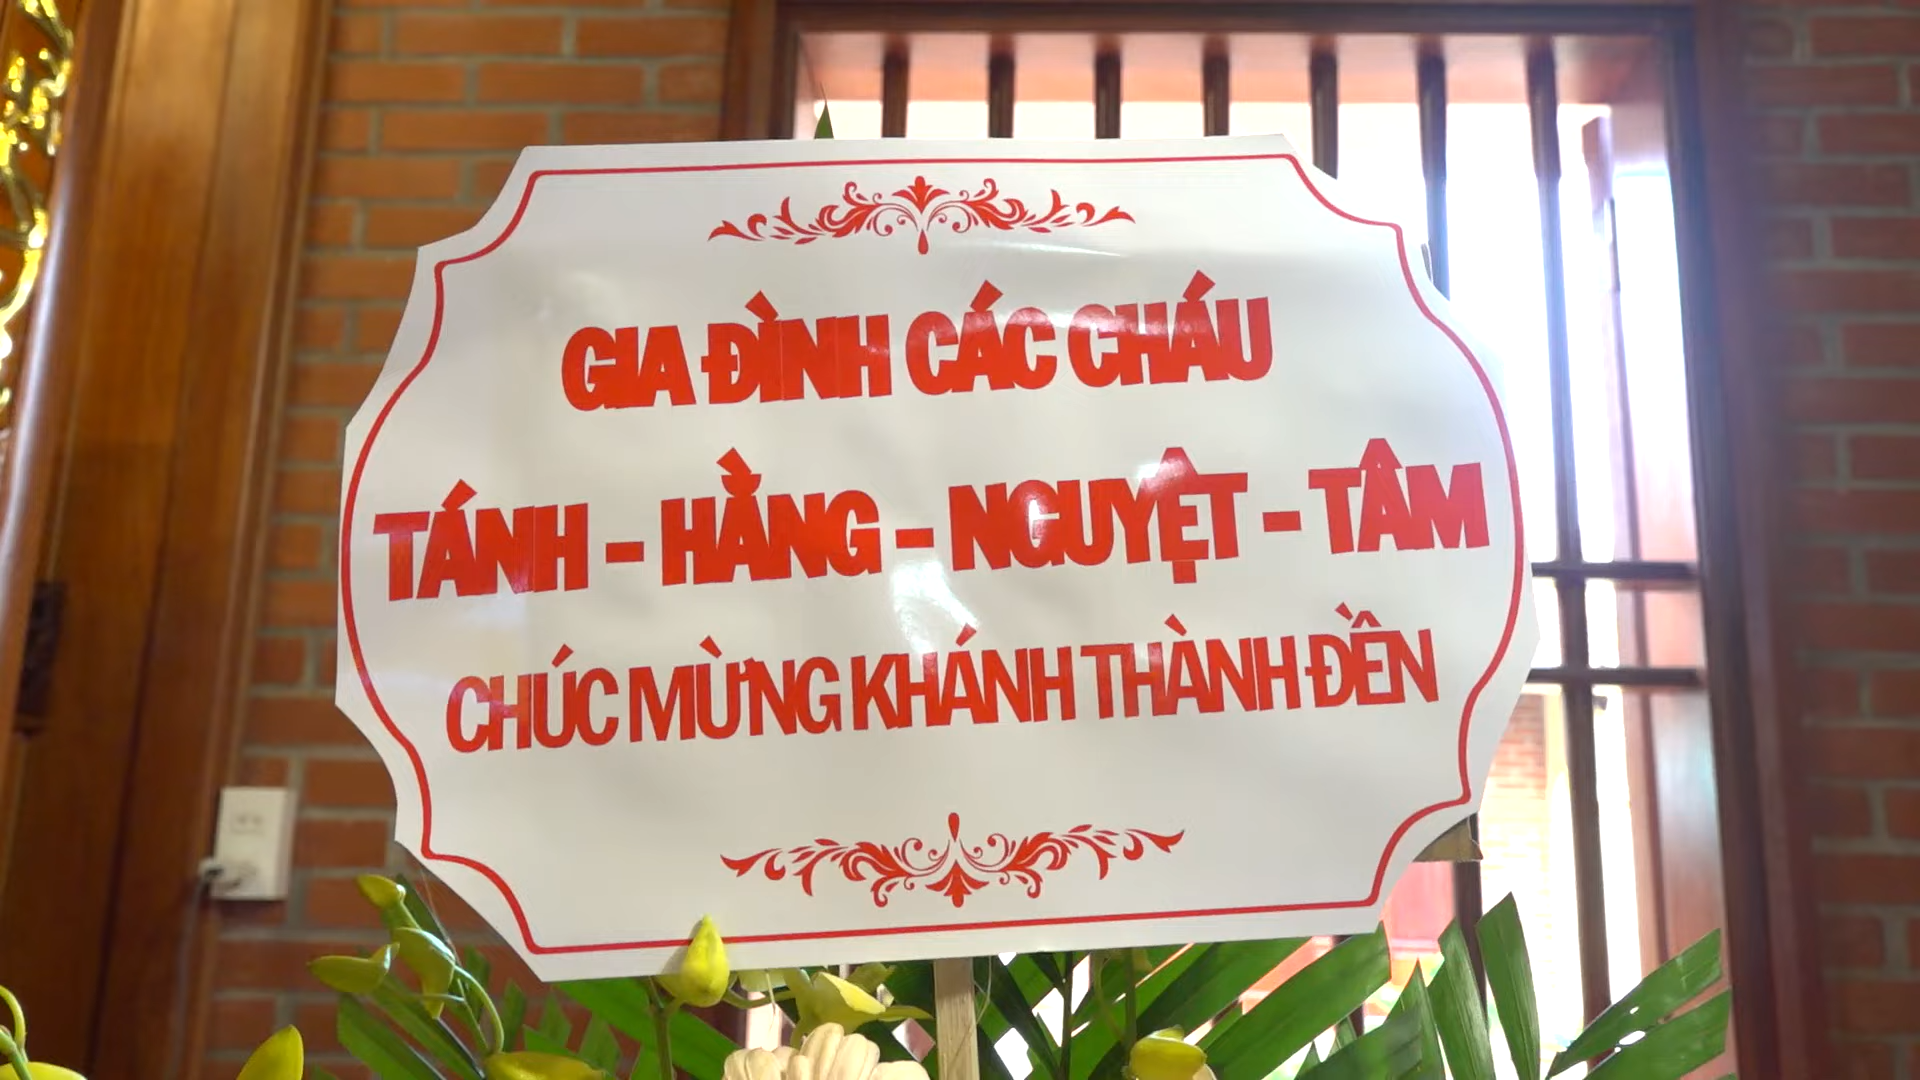 GIA ĐÌNH CÁC CHÁU
TÁNH - HẰNG - NGUYỆT - TÂM
CHÚC MỪNG KHÁNH THÀNH ĐỀN